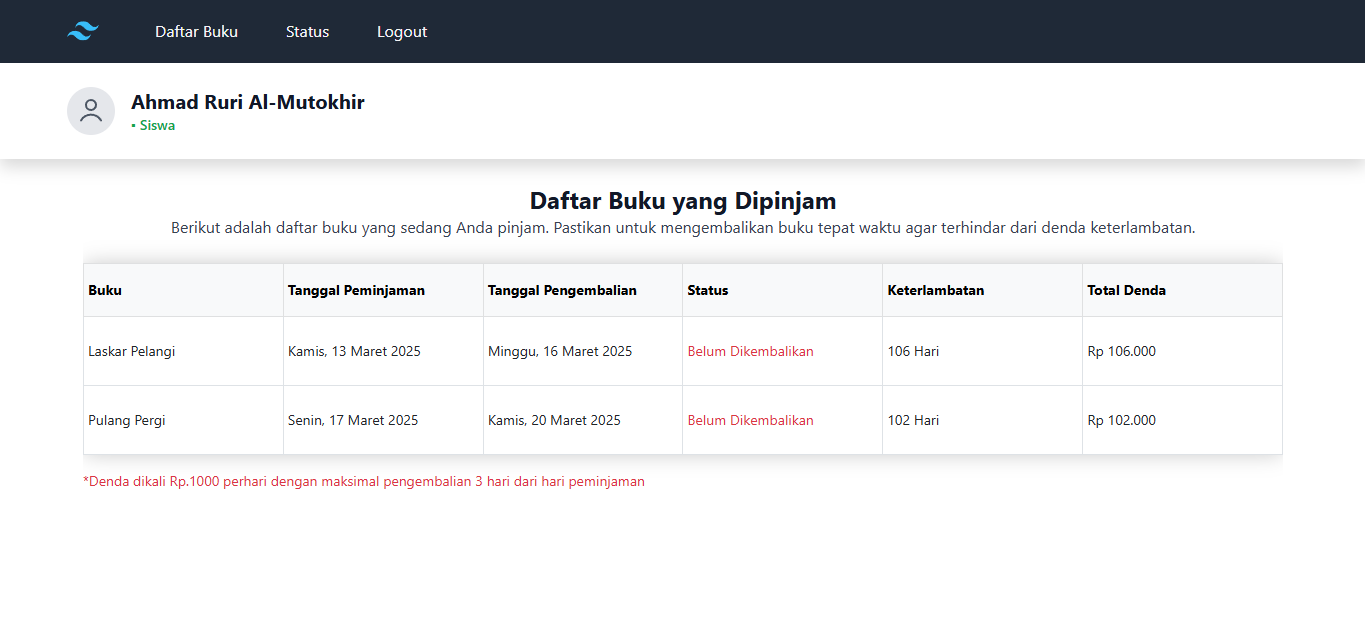 Daftar Buku Status Logout
Ahmad Ruri Al-Mutokhir
• Siswa
Daftar Buku yang Dipinjam
Berikut adalah daftar buku yang sedang Anda pinjam. Pastikan untuk mengembalikan buku tepat waktu agar terhindar dari denda keterlambatan.
Buku Tanggal Peminjaman Tanggal Pengembalian Status Keterlambatan Total Denda
Laskar Pelangi Kamis, 13 Maret 2025 Minggu, 16 Maret 2025 Belum Dikembalikan 106 Hari Rp 106.000
Pulang Pergi Senin, 17 Maret 2025 Kamis, 20 Maret 2025 Belum Dikembalikan 102 Hari Rp 102.000
*Denda dikali Rp.1000 perhari dengan maksimal pengembalian 3 hari dari hari peminjaman